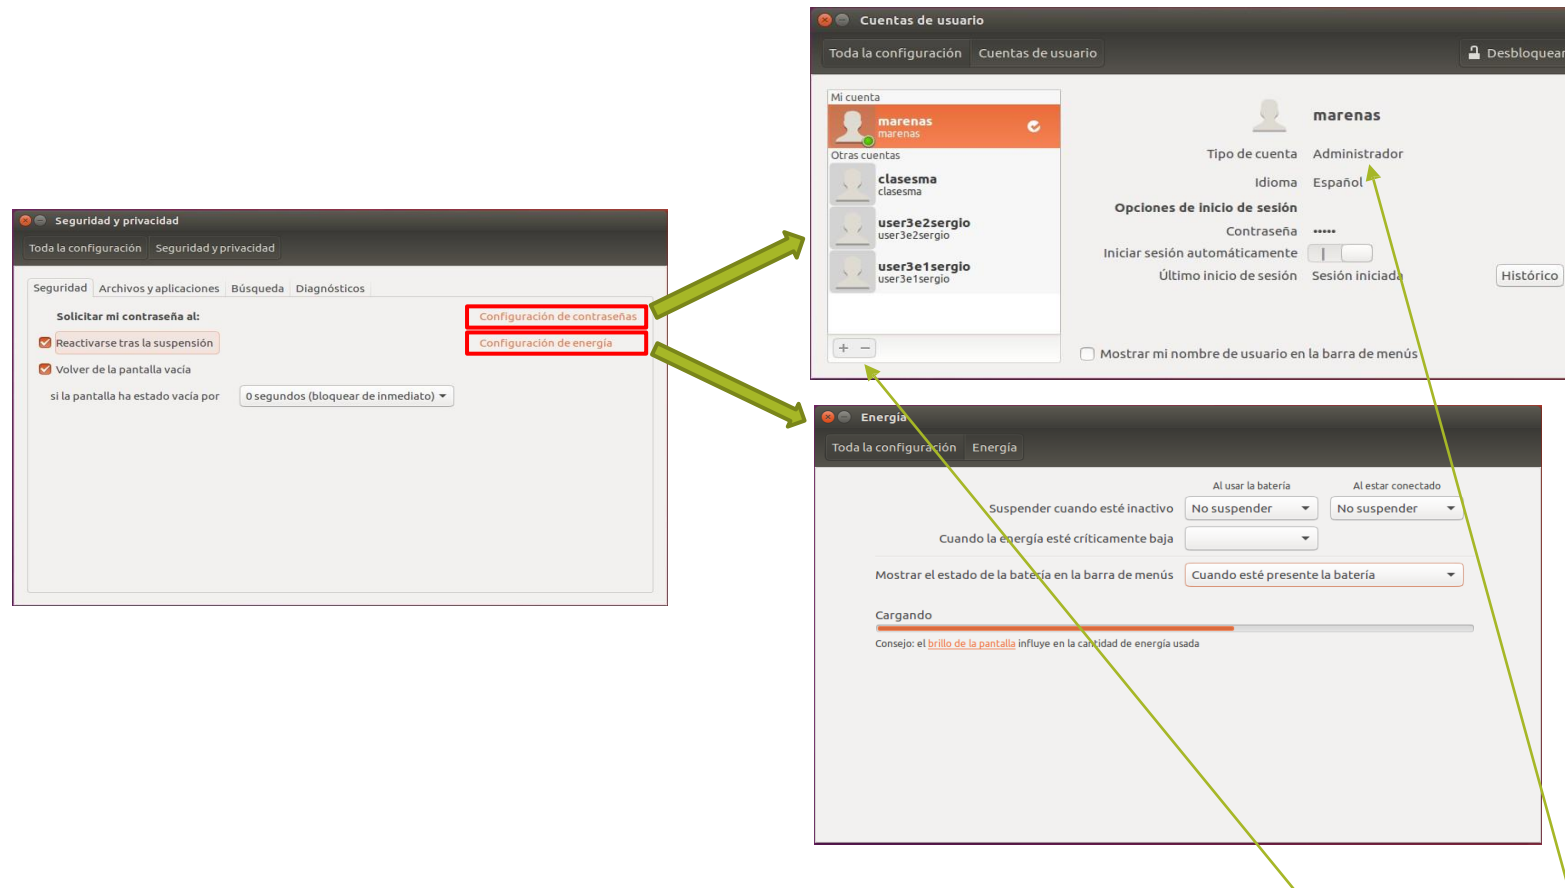 Cuentas de usuario
Toda la configuración Cuentas de usuario Desbloquear
Mi cuenta
marenas
marenas
Otras cuentas
clasesma
clasesma
user3e2sergio
user3e2sergio
user3e1sergio
user3e1sergio
+ −
marenas
Tipo de cuenta Administrador
Idioma Español
Opciones de inicio de sesión
Contraseña •••••
Iniciar sesión automáticamente
Último inicio de sesión Sesión iniciada Histórico
Mostrar mi nombre de usuario en la barra de menús
Seguridad y privacidad
Toda la configuración Seguridad y privacidad
Seguridad Archivos y aplicaciones Búsqueda Diagnósticos
Solicitar mi contraseña al: Configuración de contraseñas
Reactivarse tras la suspensión Configuración de energía
Volver de la pantalla vacía
si la pantalla ha estado vacía por 0 segundos (bloquear de inmediato)
Energía
Toda la configuración Energía
Al usar la batería Al estar conectado
Suspender cuando esté inactivo No suspender No suspender
Cuando la energía esté críticamente baja
Mostrar el estado de la batería en la barra de menús Cuando esté presente la batería
Cargando
Consejo: el brillo de la pantalla influye en la cantidad de energía usada